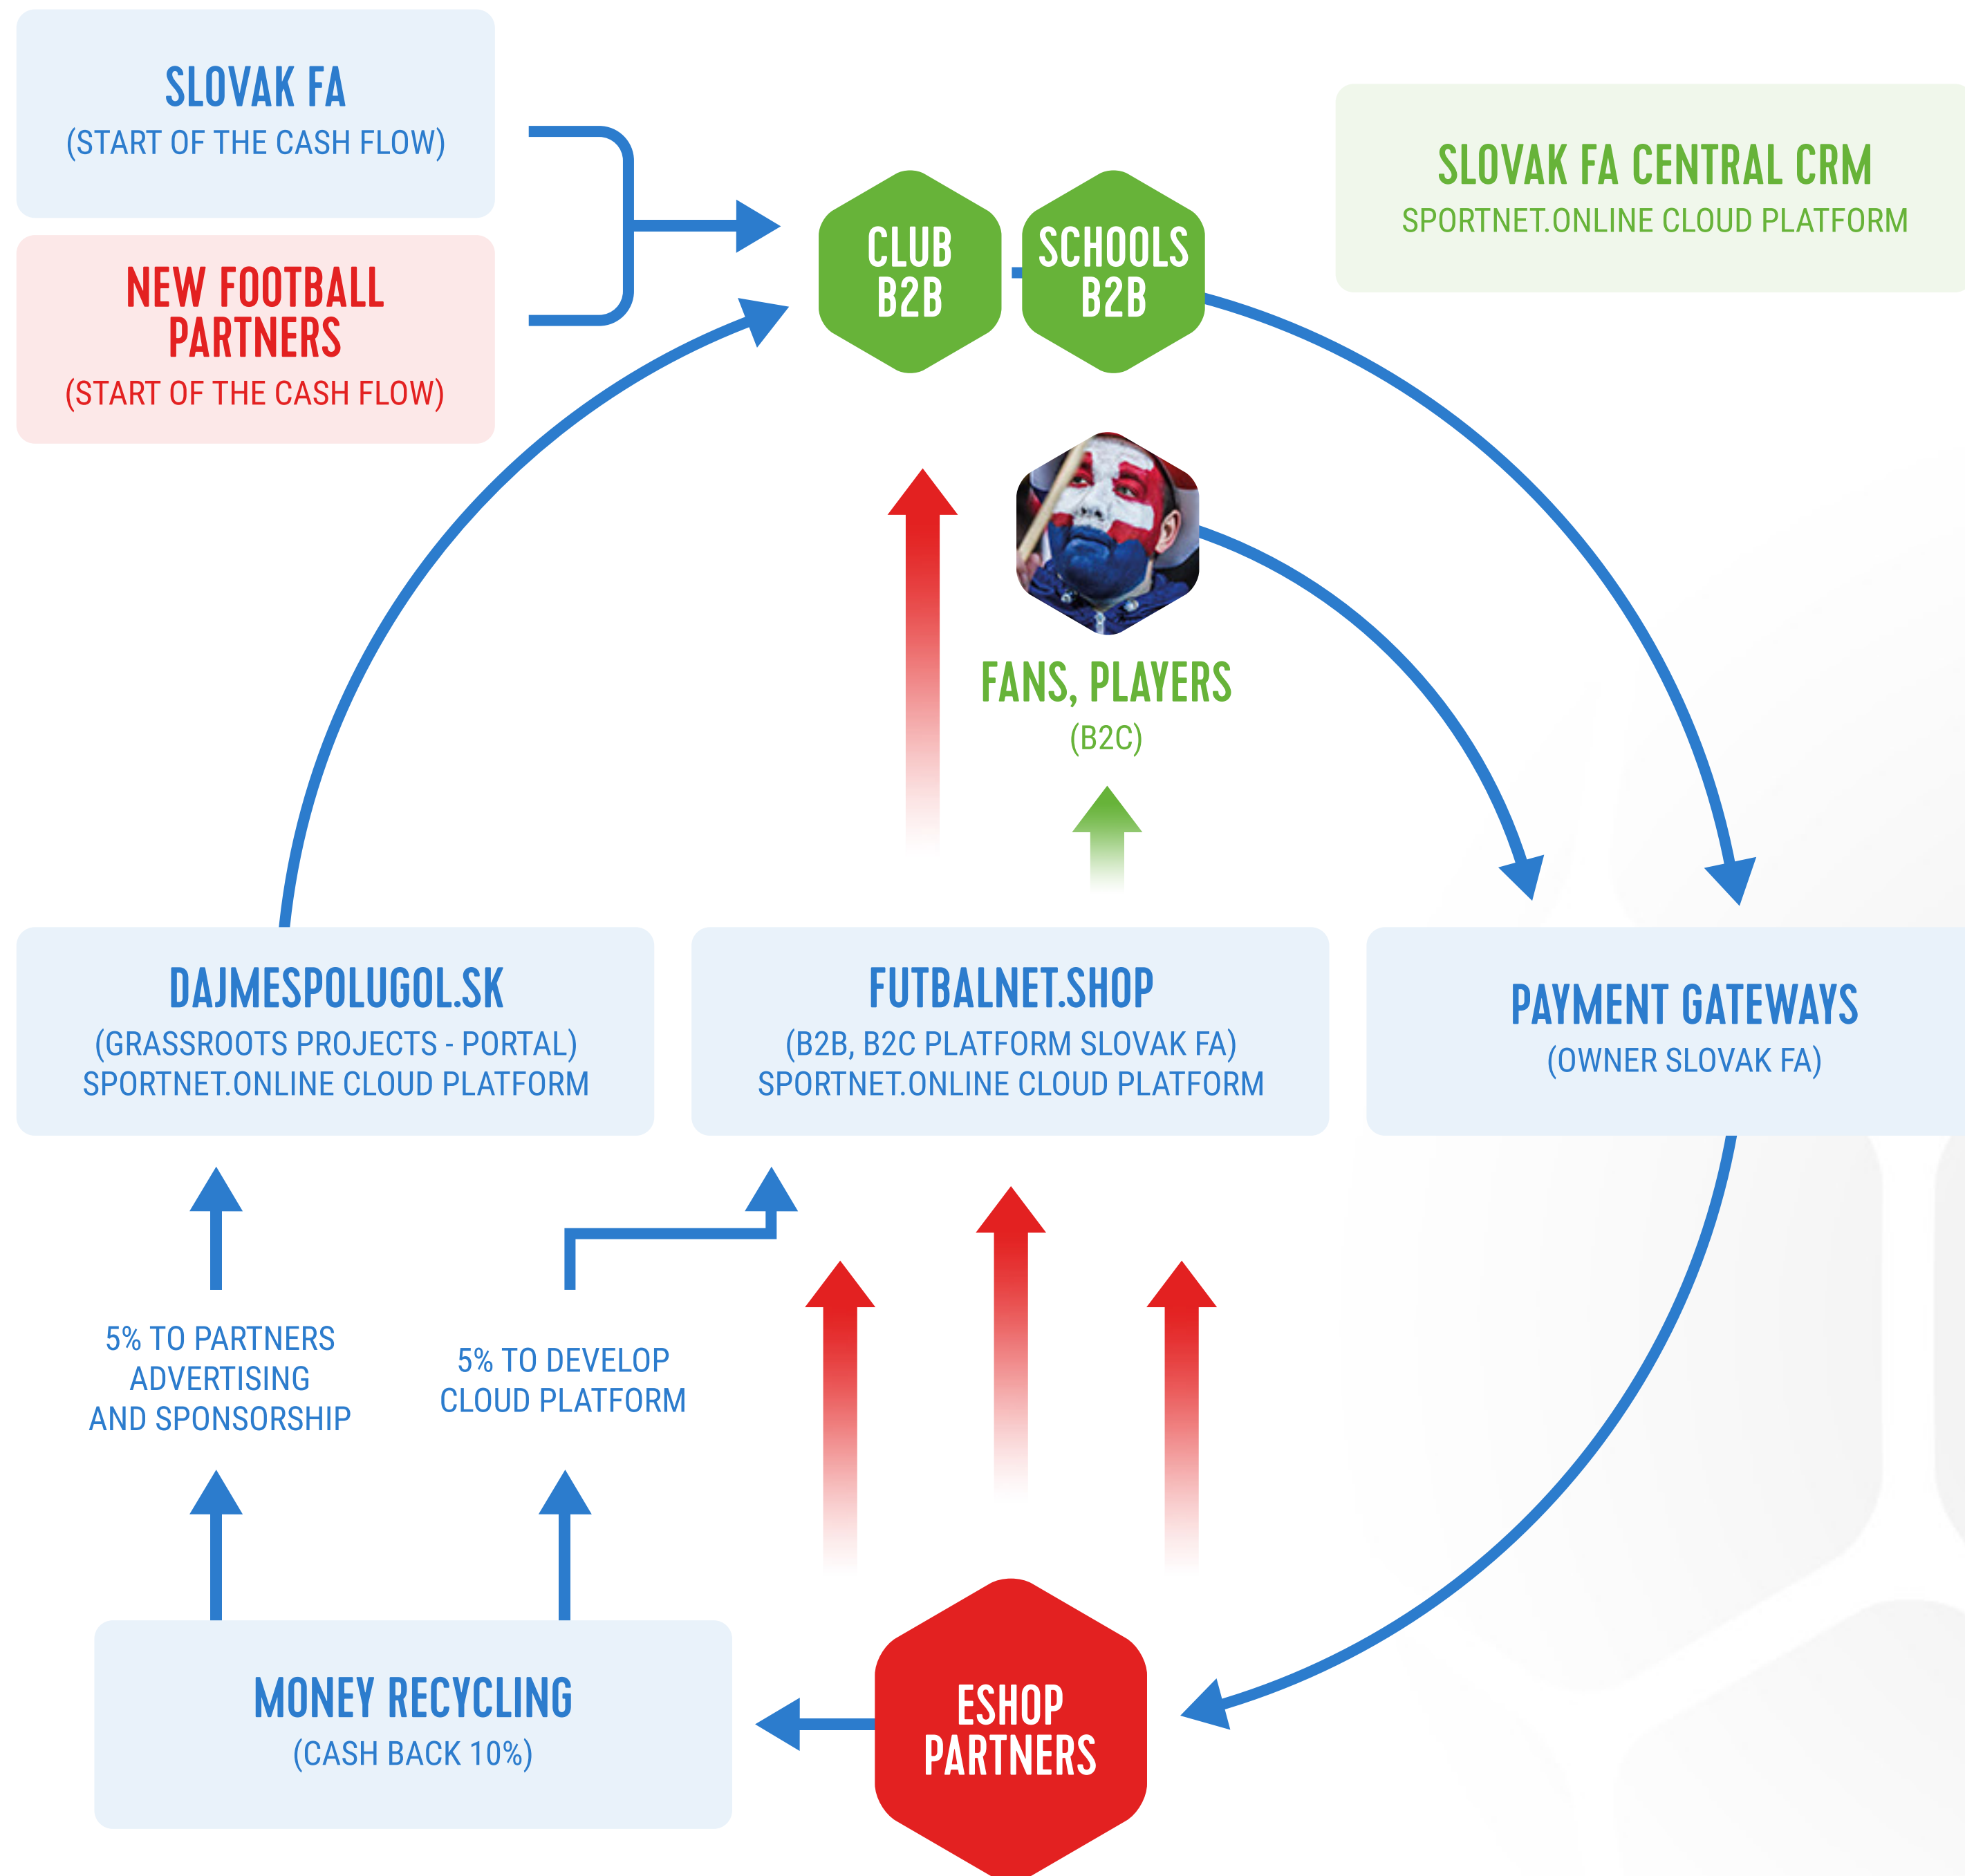 SLOVAK FA
(START OF THE CASH FLOW)
NEW FOOTBALL
PARTNERS
(START OF THE CASH FLOW)
CLUB
B2B
SCHOOLS
B2B
SLOVAK FA CENTRAL CRM
SPORTNET.ONLINE CLOUD PLATFORM
FANS, PLAYERS
(B2C)
DAJMESPOLUGOL.SK
(GRASSROOTS PROJECTS - PORTAL)
SPORTNET.ONLINE CLOUD PLATFORM
FUTBALNET.SHOP
(B2B, B2C PLATFORM SLOVAK FA)
SPORTNET.ONLINE CLOUD PLATFORM
PAYMENT GATEWAYS
(OWNER SLOVAK FA)
5% TO PARTNERS
ADVERTISING
AND SPONSORSHIP
5% TO DEVELOP
CLOUD PLATFORM
MONEY RECYCLING
(CASH BACK 10%)
ESHOP
PARTNERS